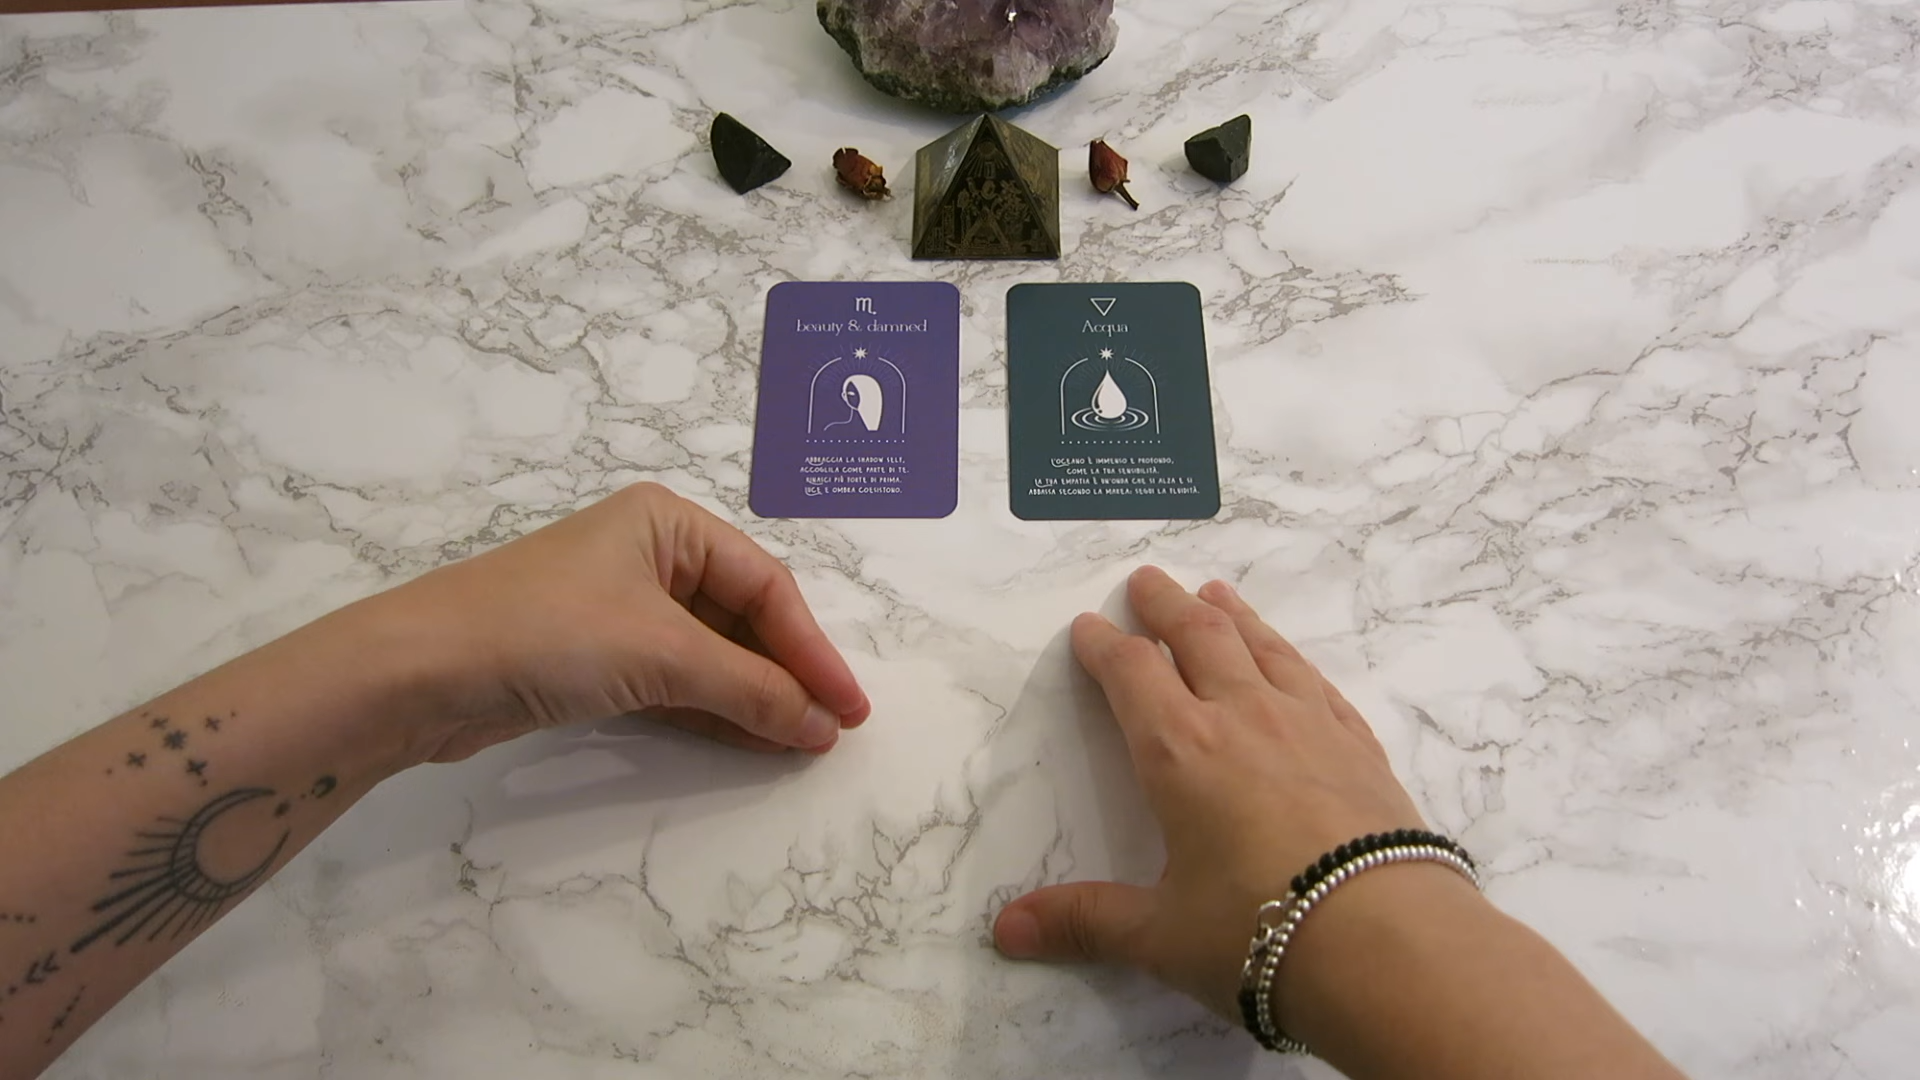 beauty & damned
ABBRACCIA LA SHADOW SELF,
ACCOGLILA COME PARTE DI TE.
RINASCI PIÙ FORTE DI PRIMA.
LUCE E OMBRA COESISTONO.
Acqua
L'OCEANO È IMMENSO E PROFONDO,
COME LA TUA SENSIBILITÀ.
LA TUA EMPATIA È UN'ONDA CHE SI ALZA E SI
ABBASSA SECONDO LA MAREA: SEGUI LA FLUIDITÀ.